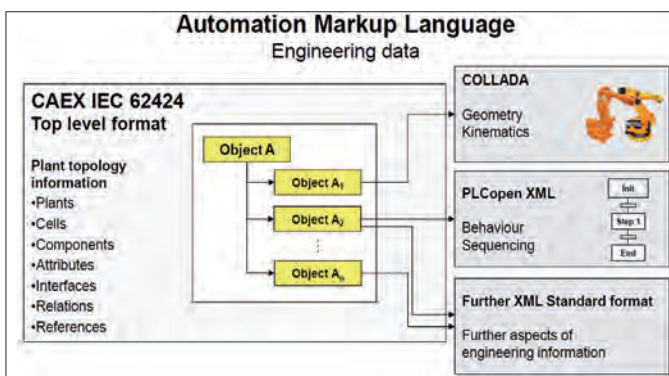 Automation Markup Language
Engineering data
CAEX IEC 62424
Top level format
Plant topology
information
•Plants
•Cells
•Components
•Attributes
•Interfaces
•Relations
•References
Object A
Object A₁
Object A₂
Object Aₙ
COLLADA
Geometry
Kinematics
PLCopen XML
Behaviour
Sequencing
Init
Step 1
End
Further XML Standard format
Further aspects of
engineering information